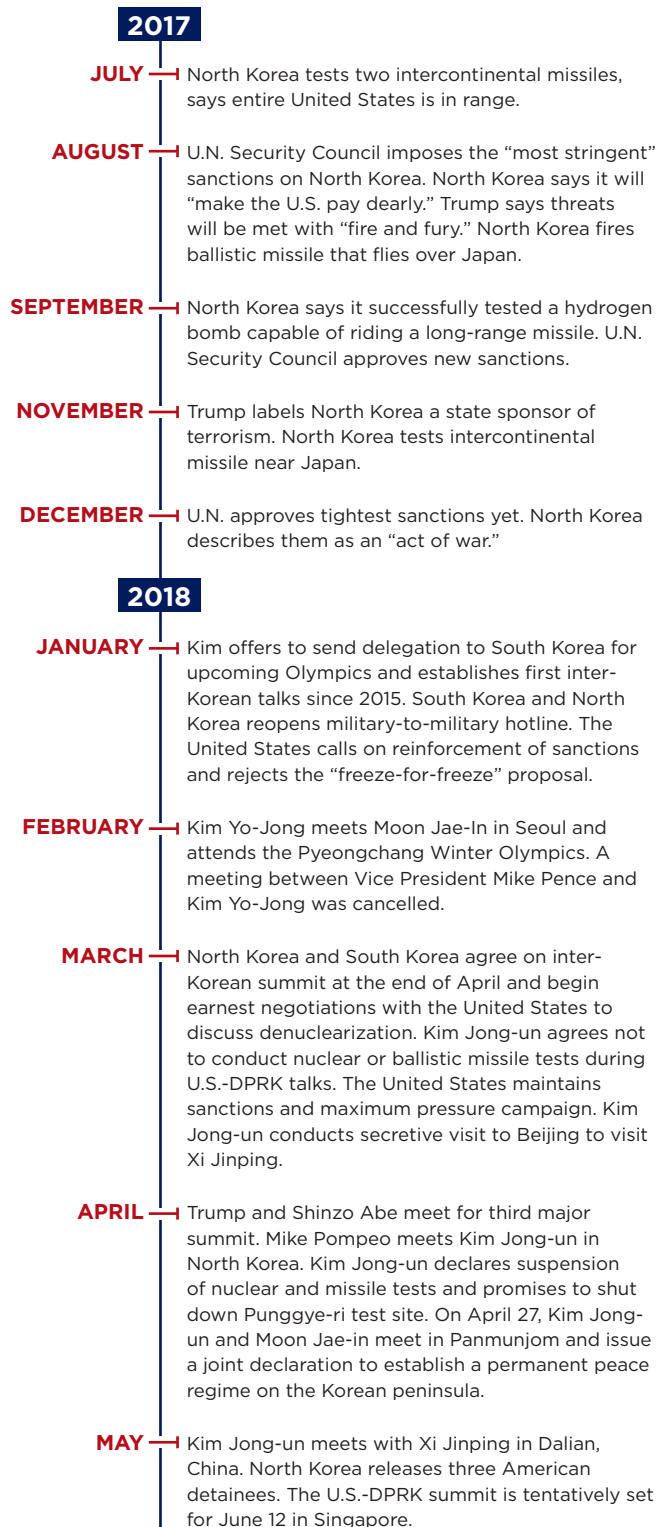 2017
JULY
North Korea tests two intercontinental missiles,
says entire United States is in range.
AUGUST
U.N. Security Council imposes the “most stringent”
sanctions on North Korea. North Korea says it will
“make the U.S. pay dearly.” Trump says threats
will be met with “fire and fury.” North Korea fires
ballistic missile that flies over Japan.
SEPTEMBER
North Korea says it successfully tested a hydrogen
bomb capable of riding a long-range missile. U.N.
Security Council approves new sanctions.
NOVEMBER
Trump labels North Korea a state sponsor of
terrorism. North Korea tests intercontinental
missile near Japan.
DECEMBER
U.N. approves tightest sanctions yet. North Korea
describes them as an “act of war.”
2018
JANUARY
Kim offers to send delegation to South Korea for
upcoming Olympics and establishes first inter-
Korean talks since 2015. South Korea and North
Korea reopens military-to-military hotline. The
United States calls on reinforcement of sanctions
and rejects the “freeze-for-freeze” proposal.
FEBRUARY
Kim Yo-Jong meets Moon Jae-In in Seoul and
attends the Pyeongchang Winter Olympics. A
meeting between Vice President Mike Pence and
Kim Yo-Jong was cancelled.
MARCH
North Korea and South Korea agree on inter-
Korean summit at the end of April and begin
earnest negotiations with the United States to
discuss denuclearization. Kim Jong-un agrees not
to conduct nuclear or ballistic missile tests during
U.S.-DPRK talks. The United States maintains
sanctions and maximum pressure campaign. Kim
Jong-un conducts secretive visit to Beijing to visit
Xi Jinping.
APRIL
Trump and Shinzo Abe meet for third major
summit. Mike Pompeo meets Kim Jong-un in
North Korea. Kim Jong-un declares suspension
of nuclear and missile tests and promises to shut
down Punggye-ri test site. On April 27, Kim Jong-
un and Moon Jae-in meet in Panmunjom and issue
a joint declaration to establish a permanent peace
regime on the Korean peninsula.
MAY
Kim Jong-un meets with Xi Jinping in Dalian,
China. North Korea releases three American
detainees. The U.S.-DPRK summit is tentatively set
for June 12 in Singapore.